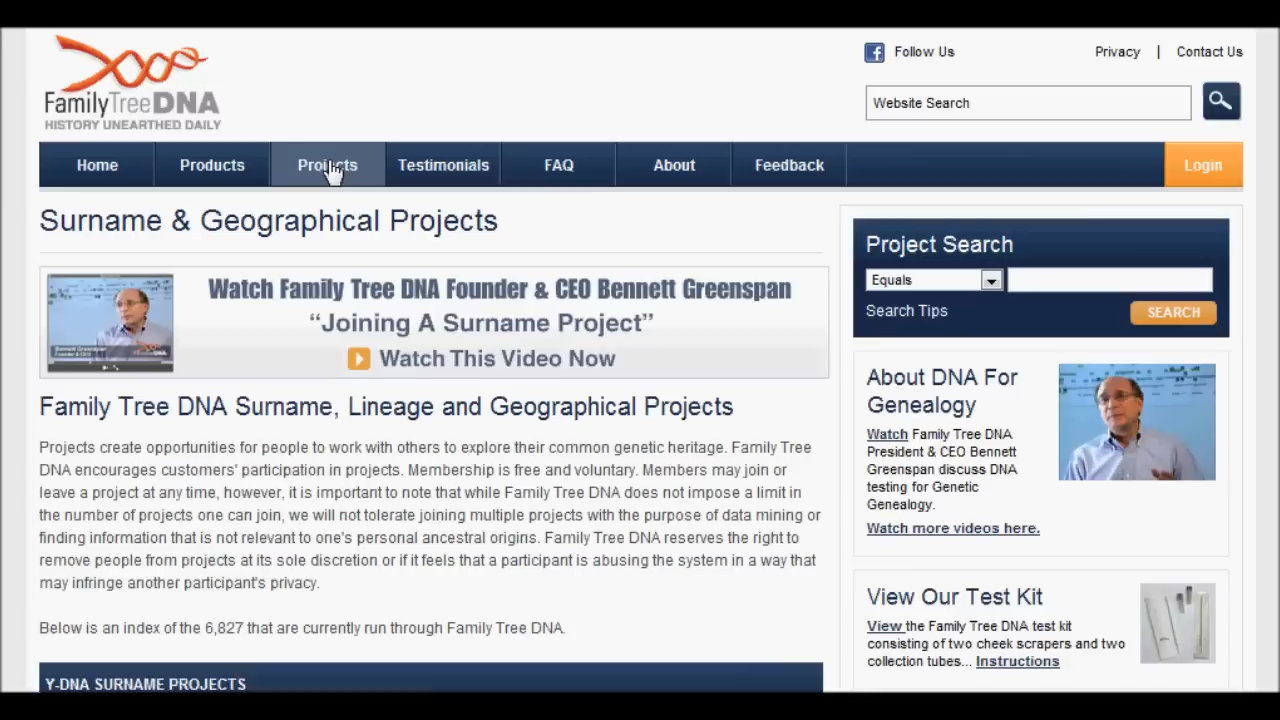 FamilyTreeDNA
HISTORY UNEARTHED DAILY
Follow Us
Privacy | Contact Us
Website Search
Home Products Projects Testimonials FAQ About Feedback Login
Surname & Geographical Projects
Watch Family Tree DNA Founder & CEO Bennett Greenspan
“Joining A Surname Project”
Watch This Video Now
Family Tree DNA Surname, Lineage and Geographical Projects
Projects create opportunities for people to work with others to explore their common genetic heritage. Family Tree
DNA encourages customers' participation in projects. Membership is free and voluntary. Members may join or
leave a project at any time, however, it is important to note that while Family Tree DNA does not impose a limit in
the number of projects one can join, we will not tolerate joining multiple projects with the purpose of data mining or
finding information that is not relevant to one's personal ancestral origins. Family Tree DNA reserves the right to
remove people from projects at its sole discretion or if it feels that a participant is abusing the system in a way that
may infringe another participant's privacy.
Below is an index of the 6,827 that are currently run through Family Tree DNA.
Y-DNA SURNAME PROJECTS
Project Search
Equals
Search Tips
SEARCH
About DNA For
Genealogy
Watch Family Tree DNA
President & CEO Bennett
Greenspan discuss DNA
testing for Genetic
Genealogy.
Watch more videos here.
View Our Test Kit
View the Family Tree DNA test kit
consisting of two cheek scrapers and two
collection tubes... Instructions